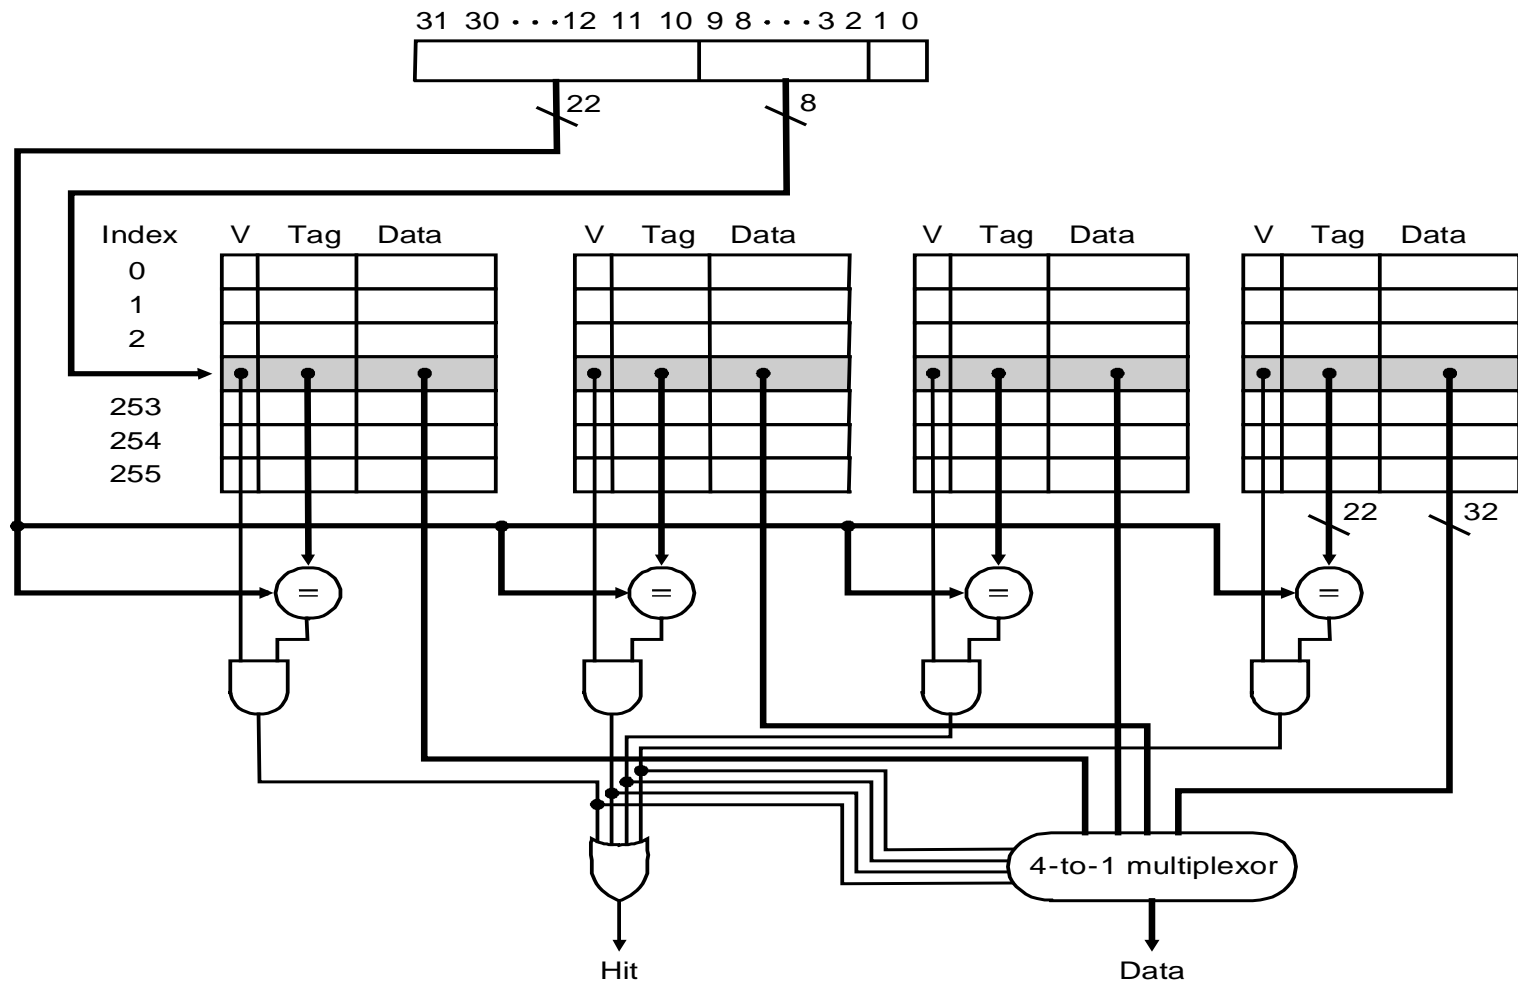 31 30 ···12 11 10 9 8 ···3 2 1 0
22
8
Index V Tag Data V Tag Data V Tag Data V Tag Data
0
1
2
253
254
255
22
32
= = = =
4-to-1 multiplexor
Hit
Data